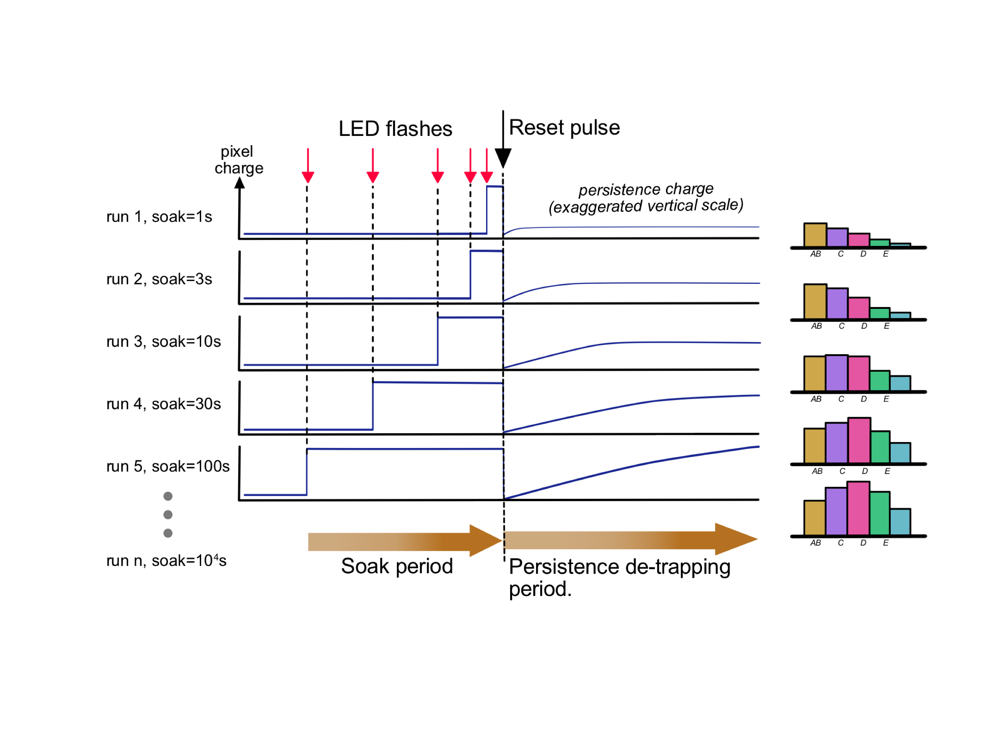 LED flashes
Reset pulse
pixel
charge
persistence charge
(exaggerated vertical scale)
run 1, soak=1s
AB C D E
run 2, soak=3s
AB C D E
run 3, soak=10s
AB C D E
run 4, soak=30s
AB C D E
run 5, soak=100s
AB C D E
run n, soak=10⁴s
Soak period
Persistence de-trapping
period.